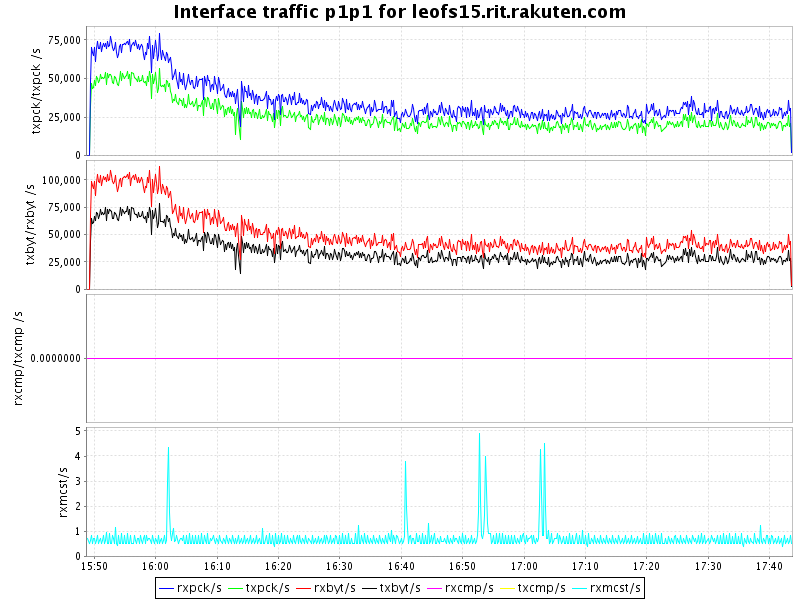 Interface traffic p1p1 for leofs15.rit.rakuten.com
txpck/txpck /s
75,000
50,000
25,000
0
txbyt/rxbyt /s
100,000
75,000
50,000
25,000
0
rxcmp/txcmp /s
0.0000000
rxmcst/s
5
4
3
2
1
0
15:50 16:00 16:10 16:20 16:30 16:40 16:50 17:00 17:10 17:20 17:30 17:40
rxpck/s txpck/s rxbyt/s txbyt/s rxcmp/s txcmp/s rxmcst/s